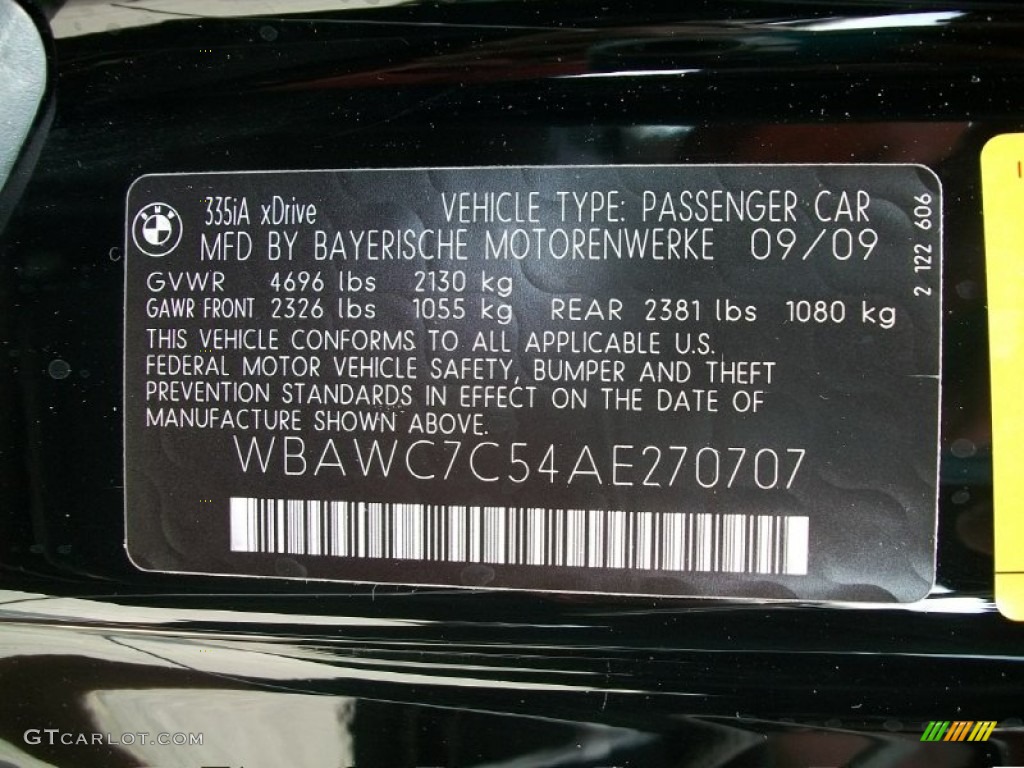 BMW
335iA xDrive VEHICLE TYPE: PASSENGER CAR
MFD BY BAYERISCHE MOTORENWERKE 09/09
GVWR 4696 lbs 2130 kg
GAWR FRONT 2326 lbs 1055 kg REAR 2381 lbs 1080 kg
THIS VEHICLE CONFORMS TO ALL APPLICABLE U.S.
FEDERAL MOTOR VEHICLE SAFETY, BUMPER AND THEFT
PREVENTION STANDARDS IN EFFECT ON THE DATE OF
MANUFACTURE SHOWN ABOVE.
WBAWC7C54AE270707
2 122 606
GTCARLOT.COM